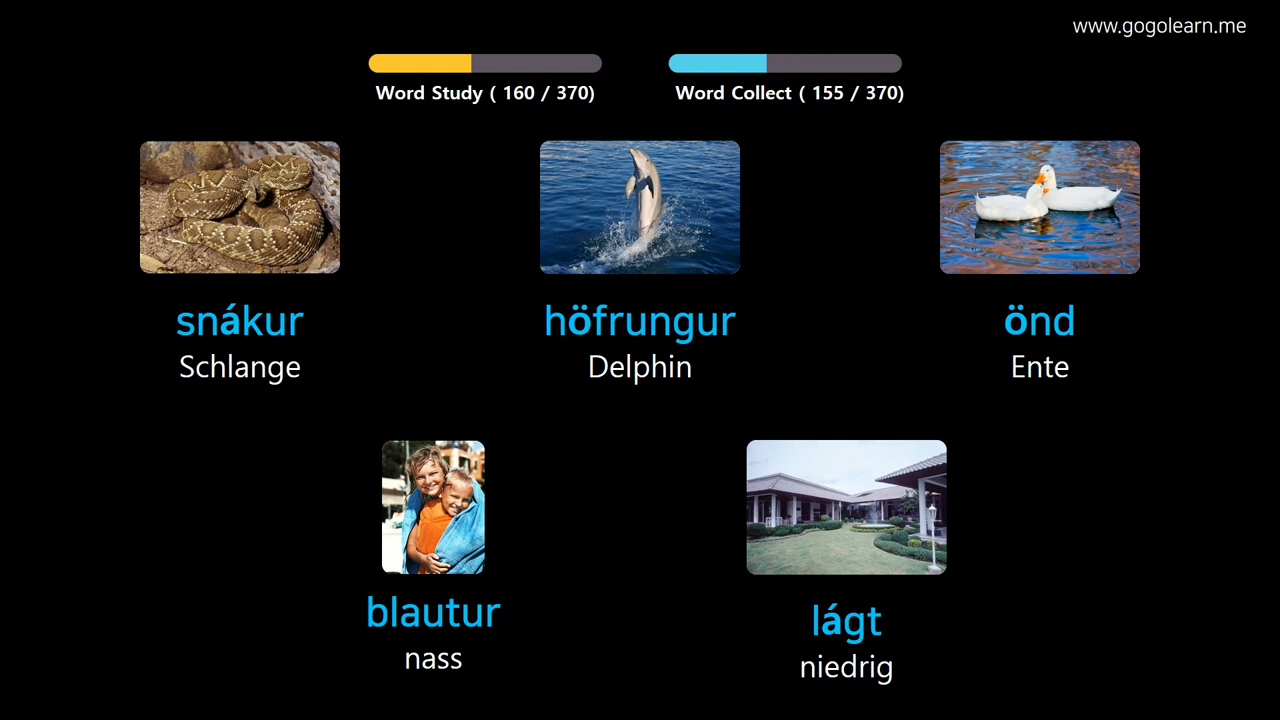 www.gogolearn.me
Word Study ( 160 / 370)
Word Collect ( 155 / 370)
snákur
Schlange
höfrungur
Delphin
önd
Ente
blautur
nass
lágt
niedrig